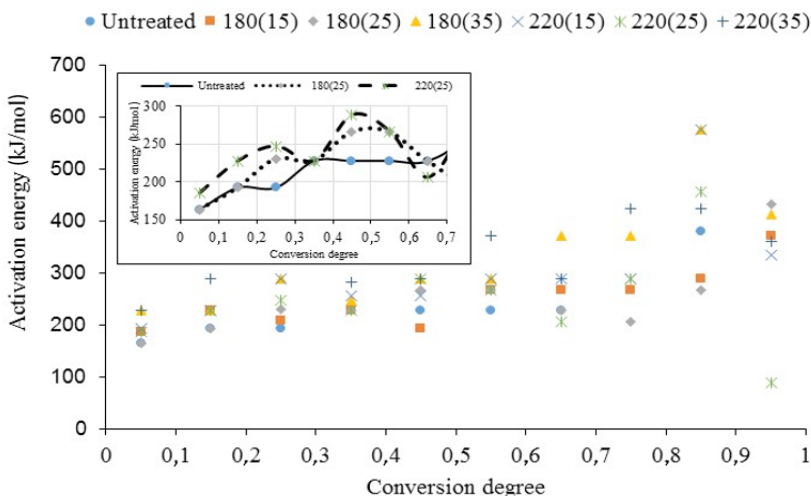 Untreated 180(15) 180(25) 180(35) 220(15) 220(25) 220(35)
700
600
500
400
300
200
100
0
Activation energy (kJ/mol)
0 0,1 0,2 0,3 0,4 0,5 0,6 0,7 0,8 0,9 1
Conversion degree
Untreated 180(25) 220(25)
300
250
200
150
Activation energy (kJ/mol)
0 0,1 0,2 0,3 0,4 0,5 0,6 0,7
Conversion degree